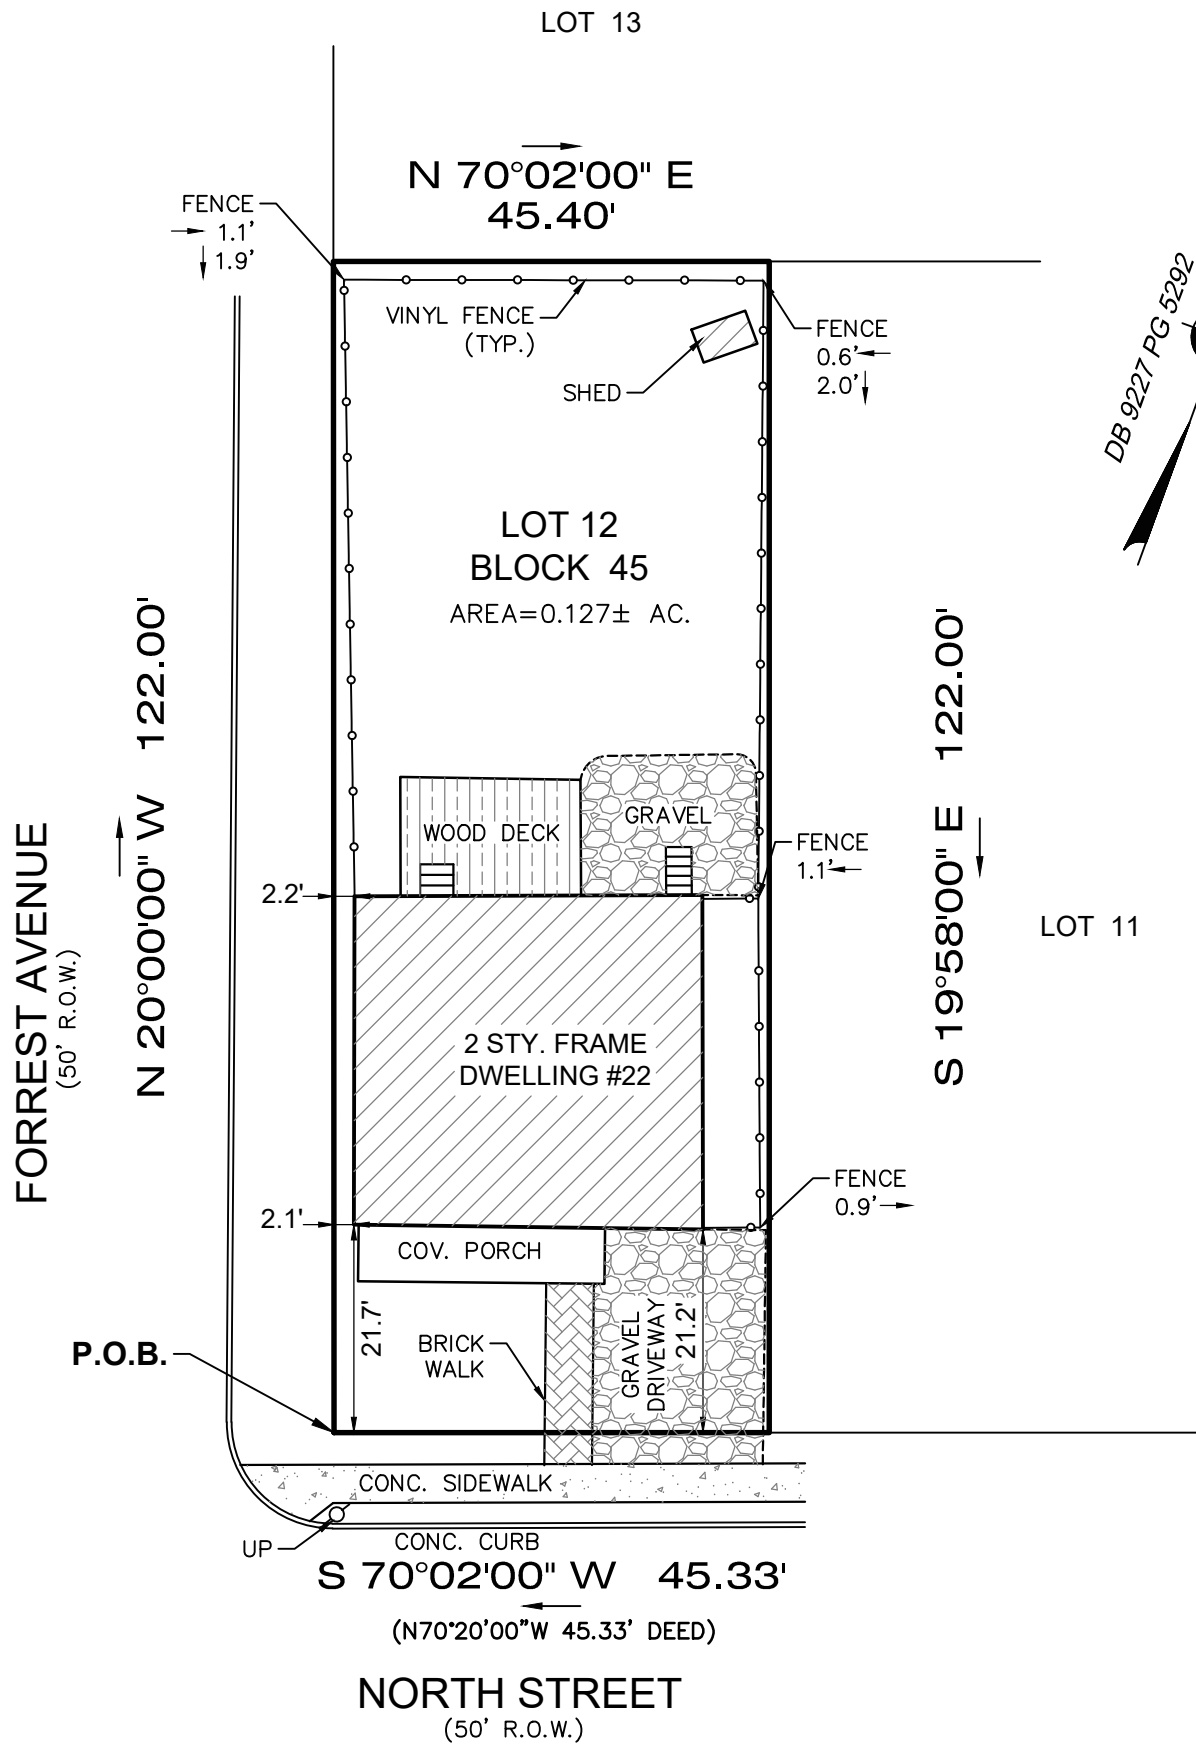 LOT 13
N 70°02'00" E
45.40'
FENCE
1.1'
1.9'
VINYL FENCE
(TYP.)
FENCE
0.6'
2.0'
SHED
DB 9227 PG 5292
LOT 12
BLOCK 45
AREA=0.127± AC.
FORREST AVENUE
(50' R.O.W.)
N 20°00'00" W 122.00'
S 19°58'00" E 122.00'
LOT 11
WOOD DECK
GRAVEL
FENCE
1.1'
2.2'
2 STY. FRAME
DWELLING #22
FENCE
0.9'
2.1'
COV. PORCH
21.7'
BRICK
WALK
GRAVEL
DRIVEWAY
21.2'
P.O.B.
CONC. SIDEWALK
UP
CONC. CURB
S 70°02'00" W 45.33'
(N70°20'00"W 45.33' DEED)
NORTH STREET
(50' R.O.W.)